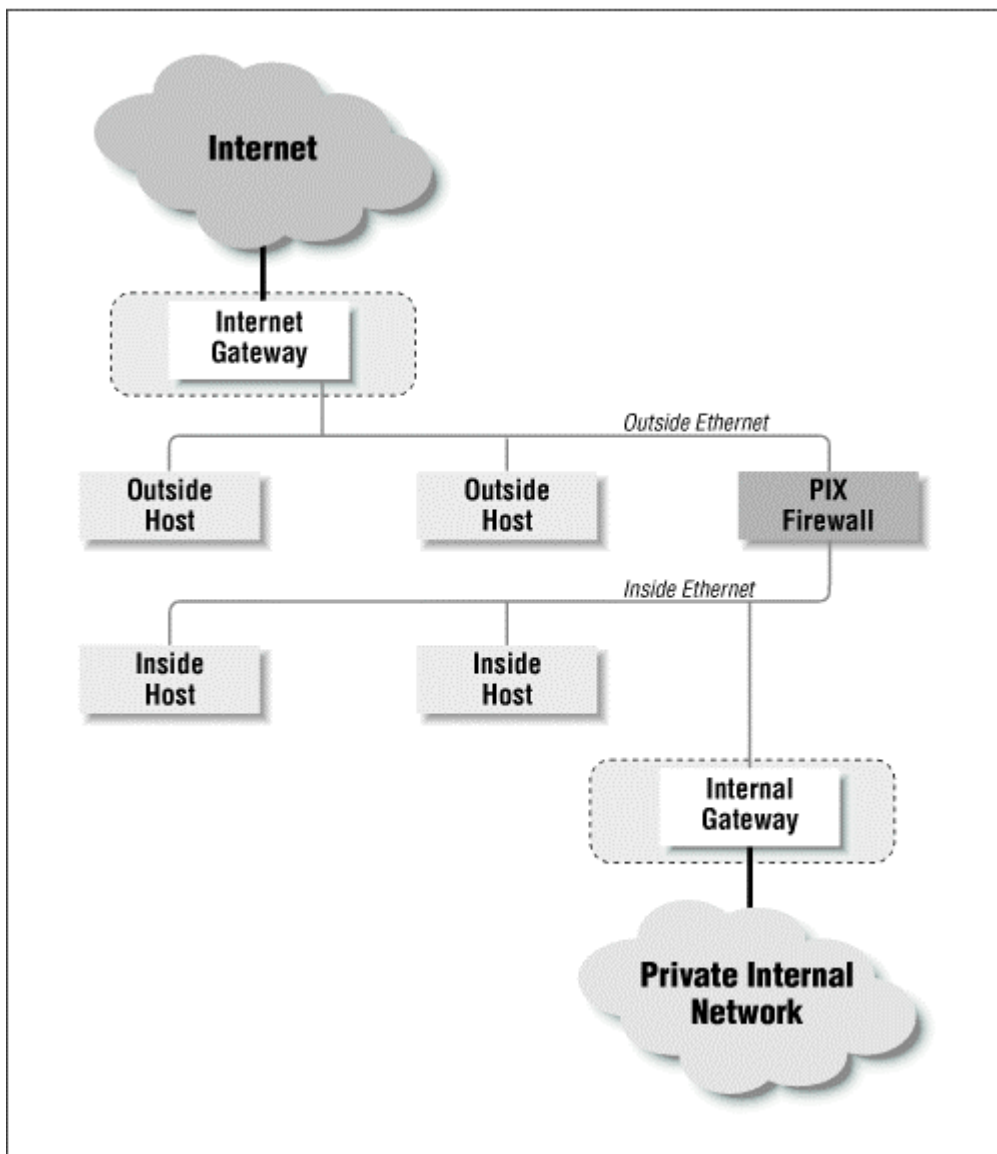 Internet
Internet
Gateway
Outside Ethernet
Outside
Host
Outside
Host
PIX
Firewall
Inside Ethernet
Inside
Host
Inside
Host
Internal
Gateway
Private Internal
Network